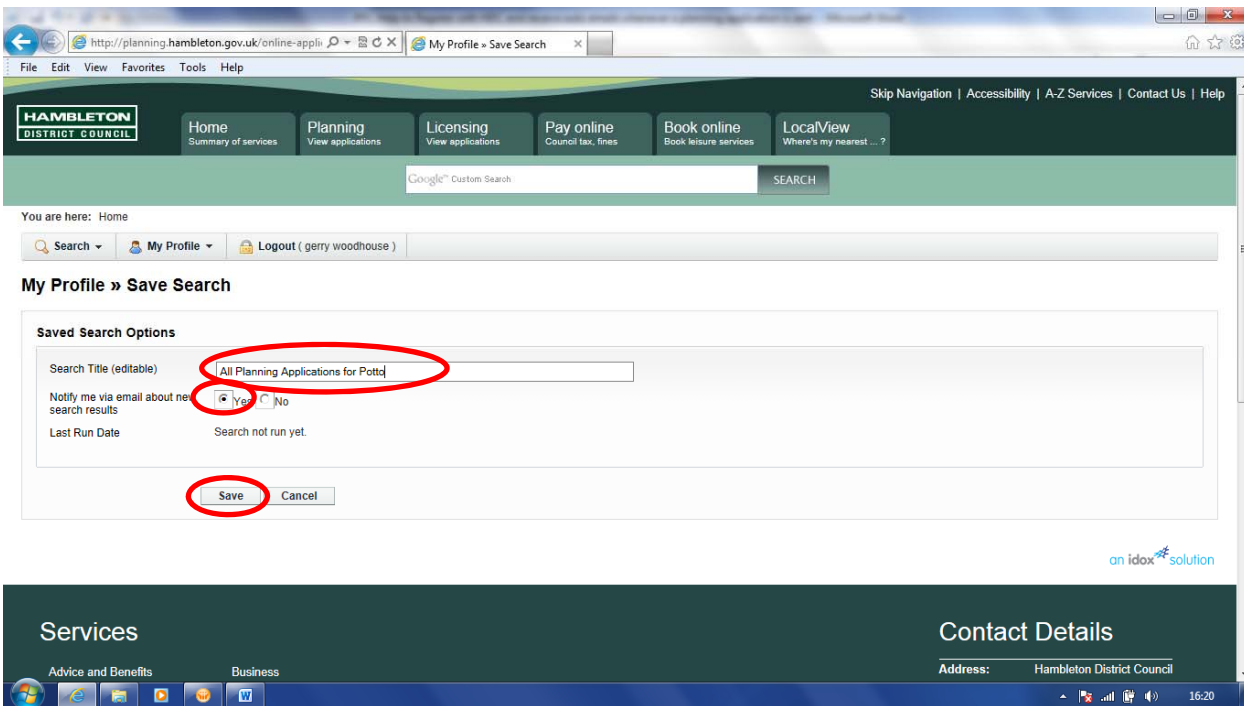 http://planning.hambleton.gov.uk/online-appli
My Profile » Save Search
File Edit View Favorites Tools Help
Skip Navigation | Accessibility | A-Z Services | Contact Us | Help
HAMBLETON
DISTRICT COUNCIL
Home
Summary of services
Planning
View applications
Licensing
View applications
Pay online
Council tax, fines
Book online
Book leisure services
LocalView
Where's my nearest ... ?
Google™ Custom Search
SEARCH
You are here: Home
Search
My Profile
Logout ( gerry woodhouse )
My Profile » Save Search
Saved Search Options
Search Title (editable)
All Planning Applications for Potto
Notify me via email about new
search results
Yes No
Last Run Date
Search not run yet.
Save
Cancel
an idox solution
Services
Contact Details
Advice and Benefits
Business
Address:
Hambleton District Council
16:20